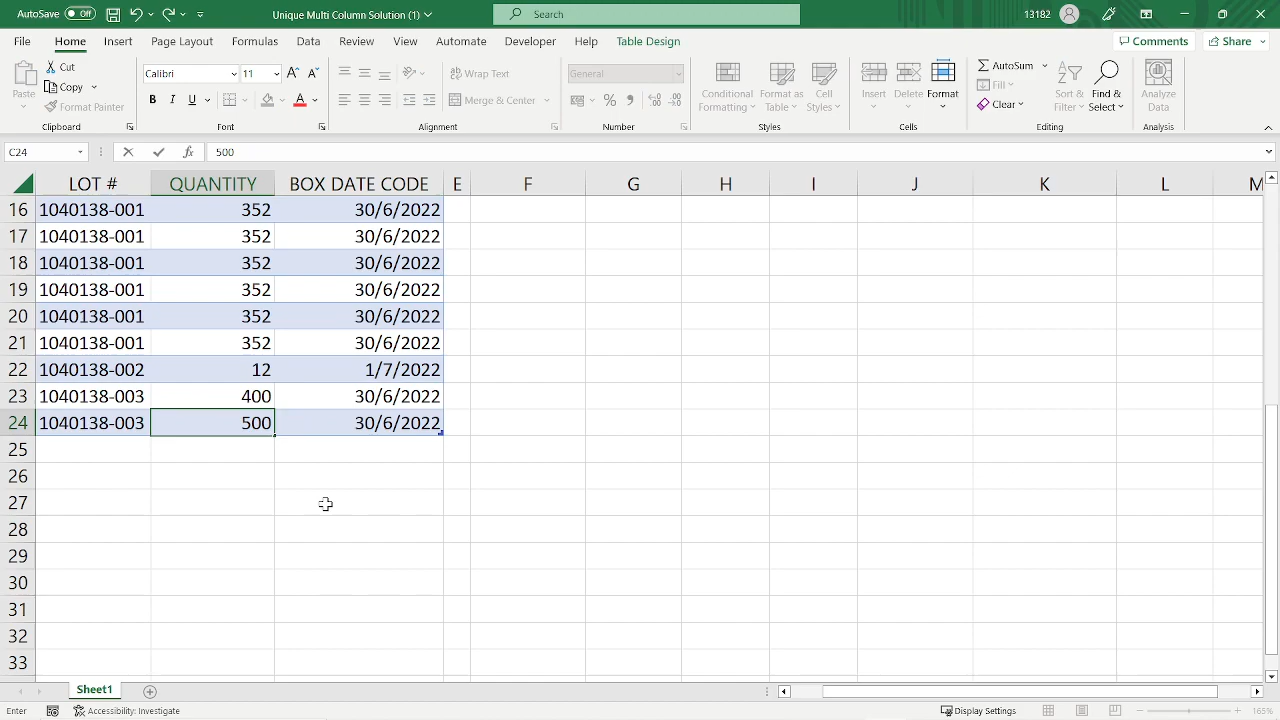 AutoSave Off Unique Multi Column Solution (1) Search 13182
File Home Insert Page Layout Formulas Data Review View Automate Developer Help Table Design Comments Share
Paste Cut Copy Format Painter Clipboard
Calibri 11 B I U A Font
Wrap Text Merge & Center Alignment
General % Number
Conditional Formatting Format as Table Cell Styles Styles
Insert Delete Format Cells
AutoSum Fill Clear Sort & Filter Find & Select Editing
Analyze Data Analysis
C24 fx 500
LOT # QUANTITY BOX DATE CODE E F G H I J K L M
16 1040138-001 352 30/6/2022
17 1040138-001 352 30/6/2022
18 1040138-001 352 30/6/2022
19 1040138-001 352 30/6/2022
20 1040138-001 352 30/6/2022
21 1040138-001 352 30/6/2022
22 1040138-002 12 1/7/2022
23 1040138-003 400 30/6/2022
24 1040138-003 500 30/6/2022
25
26
27
28
29
30
31
32
33
Sheet1
Enter Accessibility: Investigate Display Settings 165%